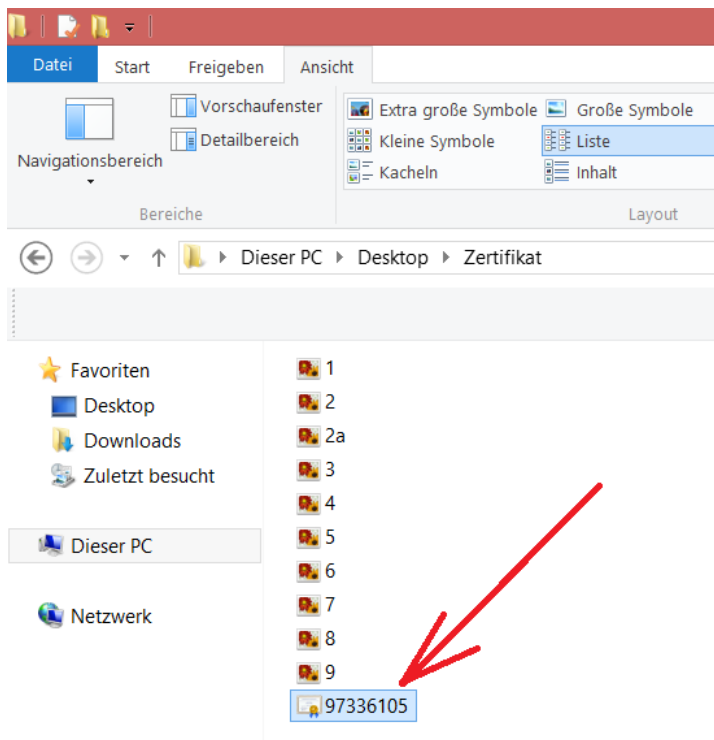 Datei Start Freigeben Ansicht
Navigationsbereich
Vorschaufenster
Detailbereich
Bereiche
Extra große Symbole Große Symbole
Kleine Symbole Liste
Kacheln Inhalt
Layout
Dieser PC Desktop Zertifikat
Favoriten
Desktop
Downloads
Zuletzt besucht
Dieser PC
Netzwerk
1
2
2a
3
4
5
6
7
8
9
97336105